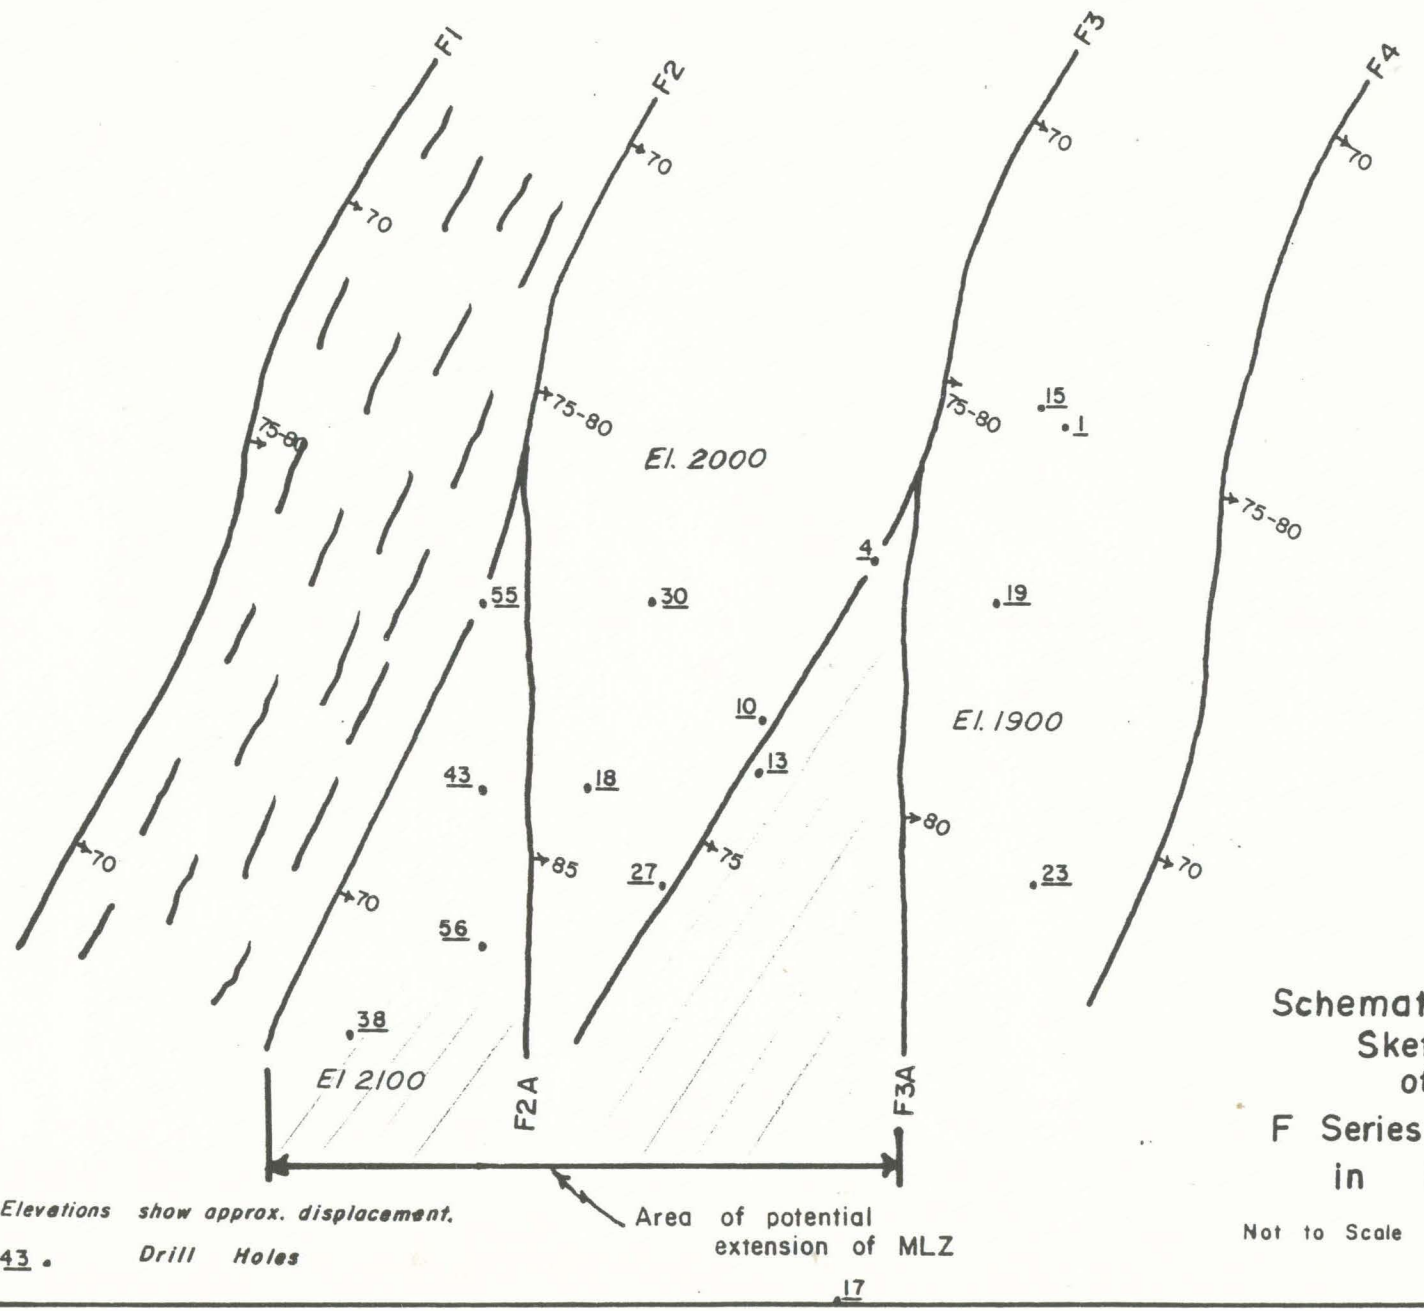 F1
F2
F3
F4
70
70
70
70
75-80
75-80
75-80
75-80
15
1
El. 2000
4
55
30
19
10
El. 1900
13
43
18
80
70
75
85
70
27
23
70
56
38
El 2100
F2A
F3A
Schemat
Ske
o
F Series
in
Not to Scale
Elevations show approx. displacement.
43 . Drill Holes
Area of potential
extension of MLZ
17